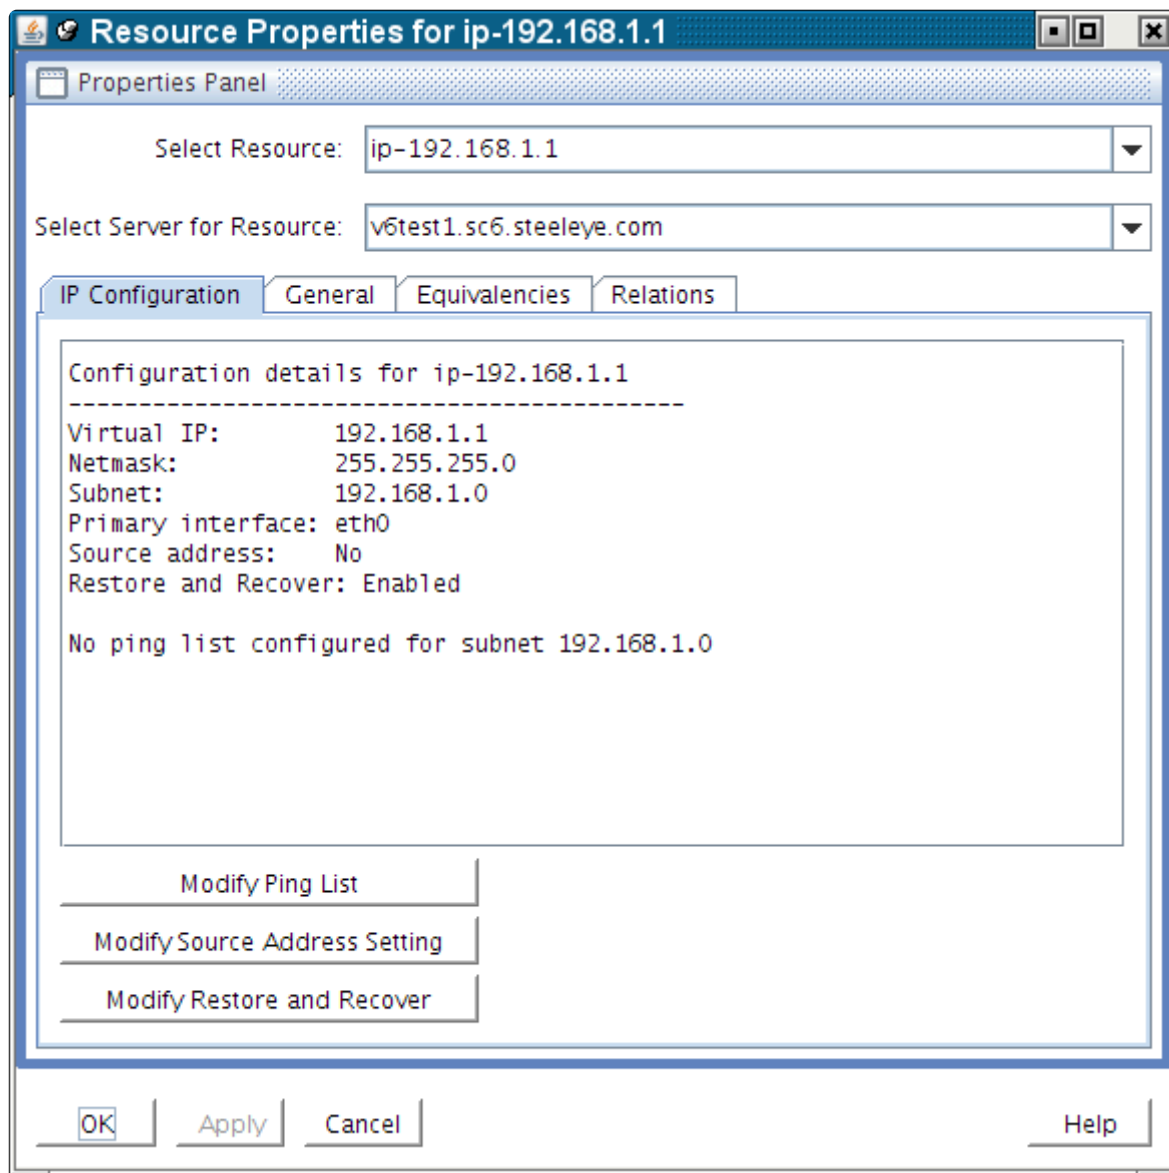 Resource Properties for ip-192.168.1.1
Properties Panel
Select Resource: ip-192.168.1.1
Select Server for Resource: v6test1.sc6.steeleye.com
IP Configuration General Equivalencies Relations
Configuration details for ip-192.168.1.1
--------------------------------------------
Virtual IP: 192.168.1.1
Netmask: 255.255.255.0
Subnet: 192.168.1.0
Primary interface: eth0
Source address: No
Restore and Recover: Enabled
No ping list configured for subnet 192.168.1.0
Modify Ping List
Modify Source Address Setting
Modify Restore and Recover
OK Apply Cancel Help